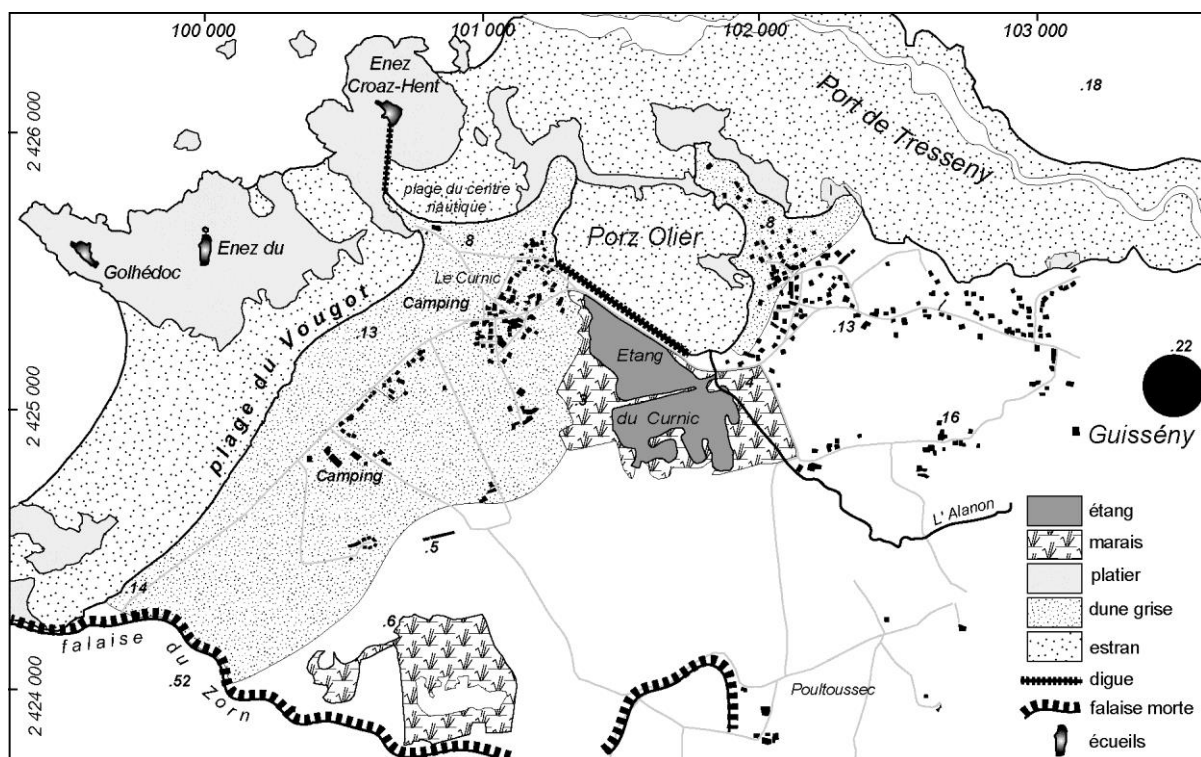 100 000
101 000
102 000
103 000
Enez
Croaz-Hent
.18
Port de Tresseny
2 426 000
plage du centre
nautique
8
8
Porz Olier
Enez du
Golhédoc
Le Curnic
Camping
.13
13
.22
plage du Vougot
Etang
4
3
du Curnic
2 425 000
16
Guissény
Camping
L' Alanon
étang
.5
marais
platier
.14
dune grise
.6
falaise du Zorn
estran
.52
digue
2 424 000
Poultoussec
falaise morte
écueils